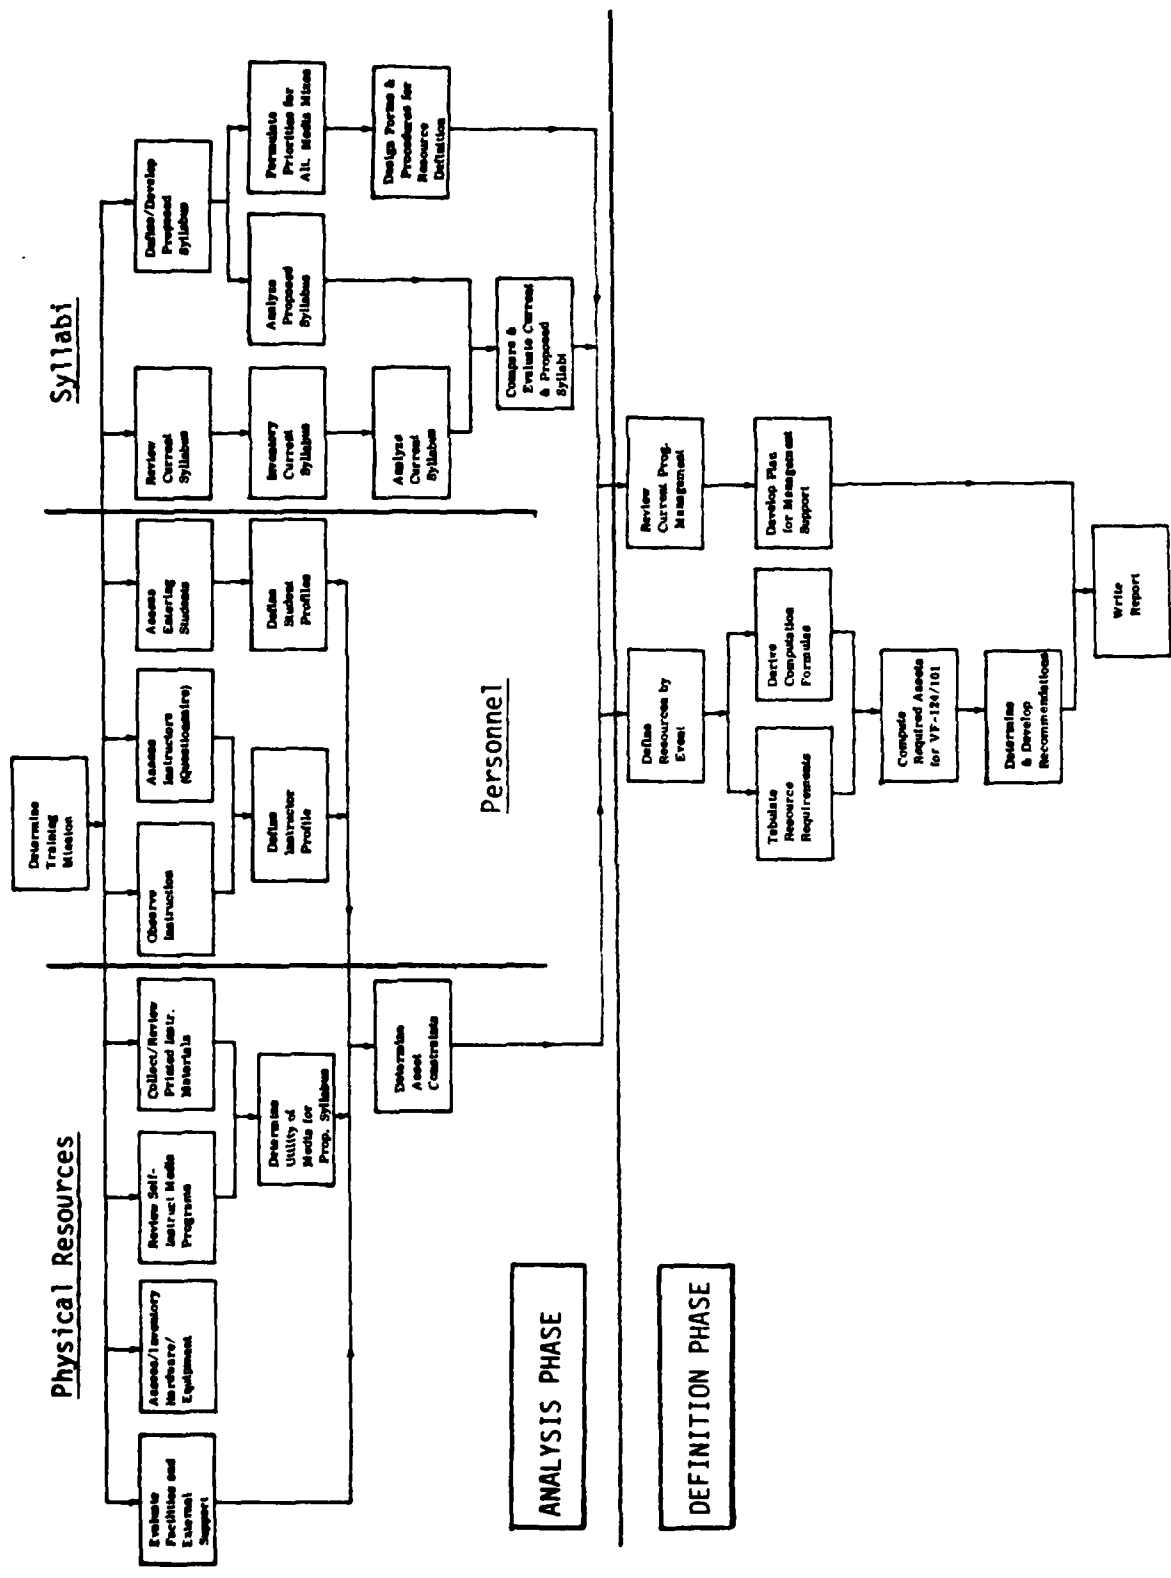 Determine
Training
Mission
Physical Resources
Personnel
Syllabi
Evaluate
Facilities and
External
Support
Assess/Inventory
Hardware/
Equipment
Review Self-
Instruct Media
Programs
Collect/Review
Printed Instr.
Materials
Observe
Instruction
Assess
Instructors
(Questionnaire)
Assess
Entering
Students
Review
Current
Syllabus
Define/Develop
Proposed
Syllabus
Determine
Utility of
Media for
Prop. Syllabus
Define
Instructor
Profile
Define
Student
Profiles
Inventory
Current
Syllabus
Analyze
Proposed
Syllabus
Formulate
Priorities for
Alt. Media Mixes
Determine
Asset
Constraints
Analyze
Current
Syllabus
Design Forms &
Procedures for
Resource
Definition
Compare &
Evaluate Current
& Proposed
Syllabi
ANALYSIS PHASE
DEFINITION PHASE
Define
Resources by
Event
Review
Current Prog.
Management
Tabulate
Resource
Requirements
Derive
Computation
Formulas
Develop Plan
for Management
Support
Compute
Required Assets
for VF-124/101
Determine
& Develop
Recommendations
Write
Report